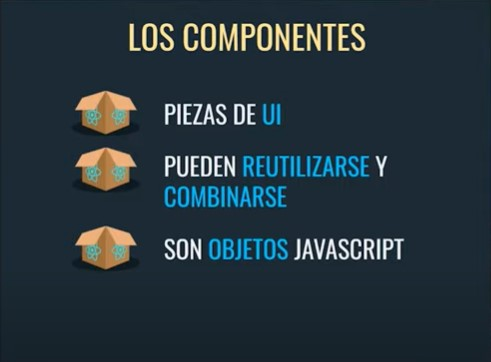 LOS COMPONENTES
PIEZAS DE UI
PUEDEN REUTILIZARSE Y
COMBINARSE
SON OBJETOS JAVASCRIPT